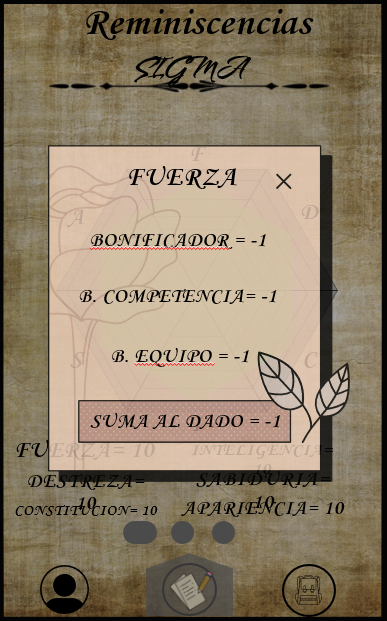 Reminiscencias
SIGMA
F
FUERZA
A
D
BONIFICADOR = -1
B. COMPETENCIA= -1
B. EQUIPO = -1
S
C
SUMA AL DADO = -1
FUERZA= 10
INTELIGENCIA=
10
DESTREZA=
10
SABIDURIA=
10
CONSTITUCION= 10
APARIENCIA= 10